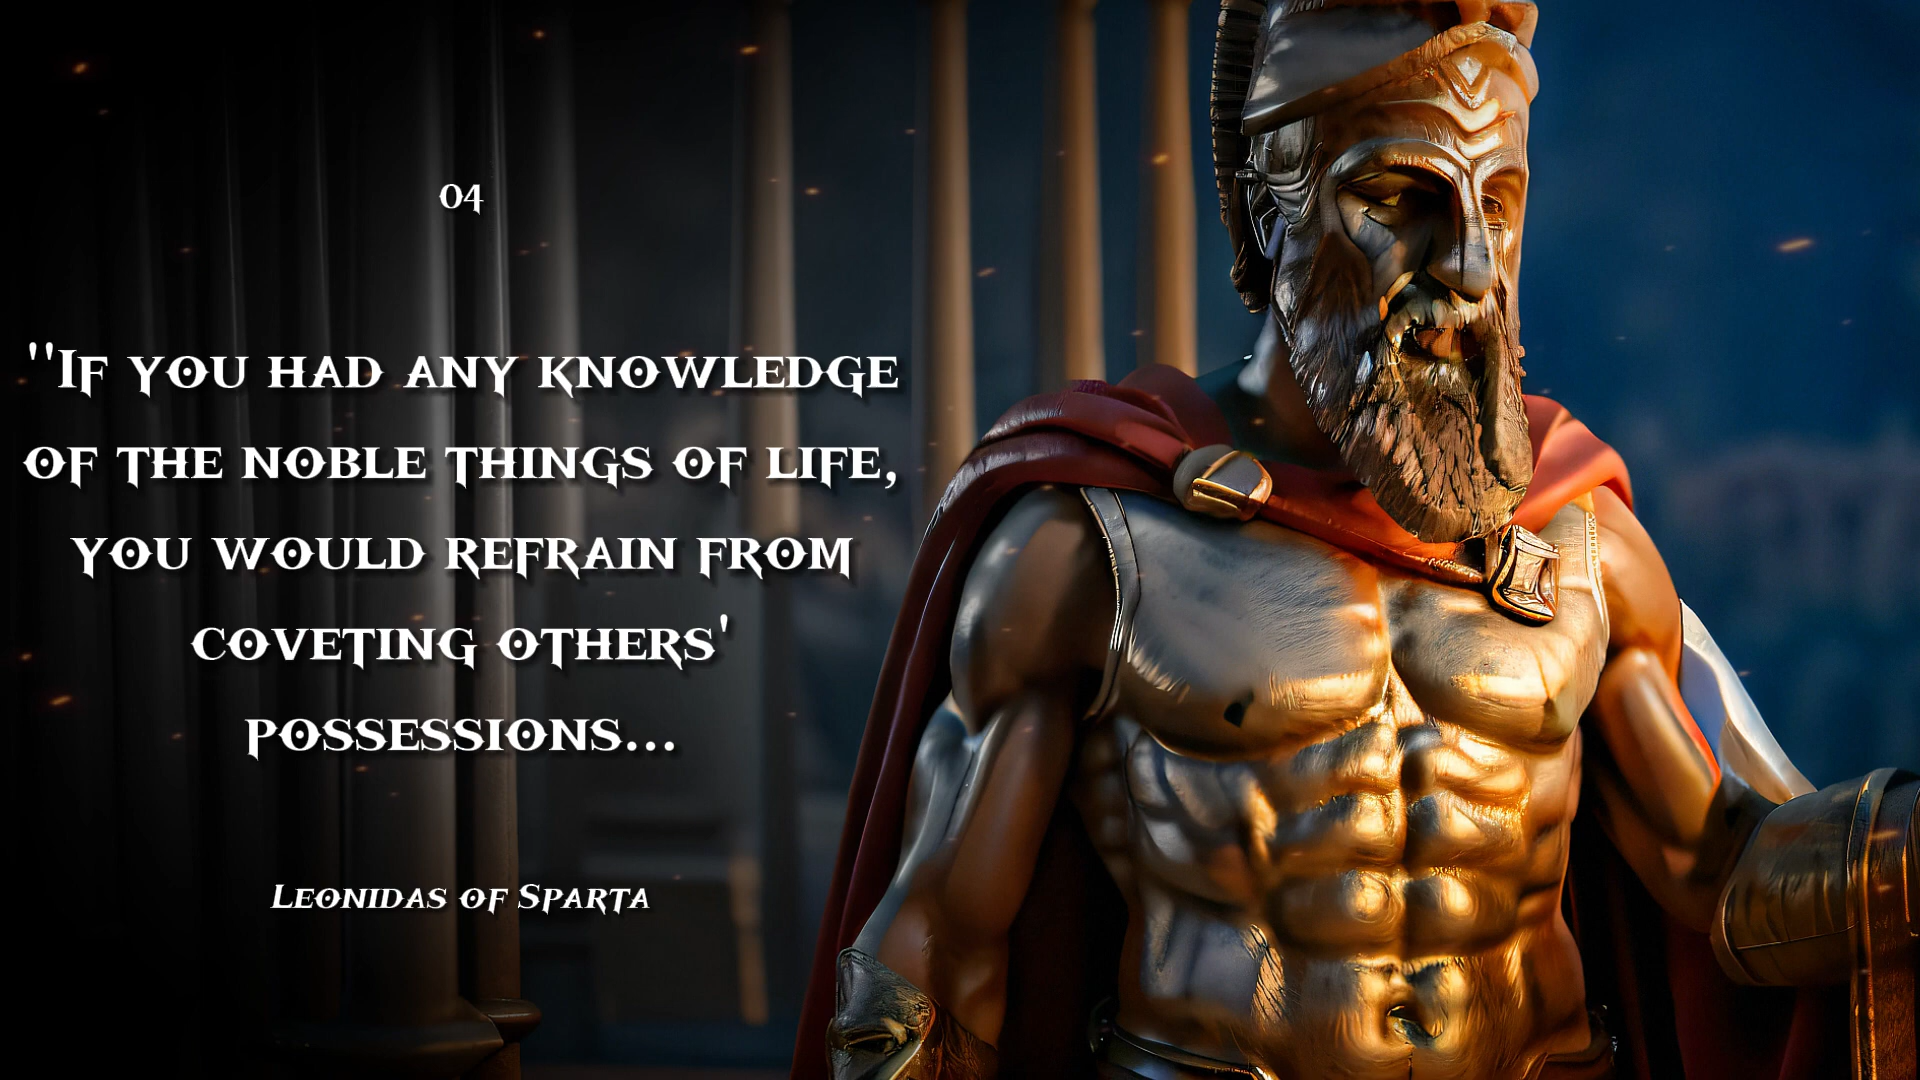 04
"If you had any knowledge
of the noble things of life,
you would refrain from
coveting others'
possessions...
Leonidas of Sparta